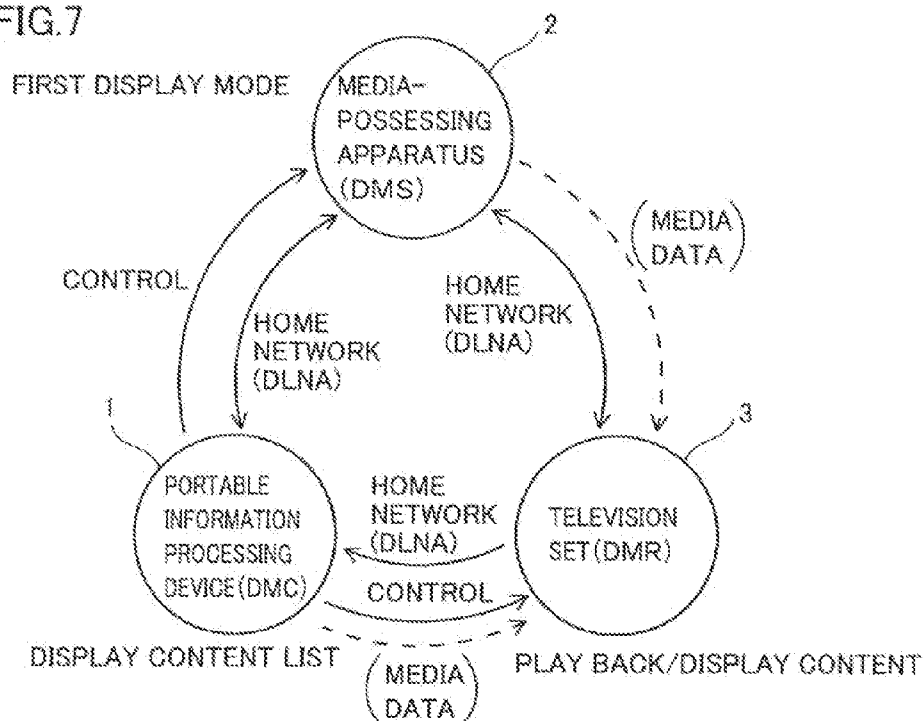 FIG.7
2
FIRST DISPLAY MODE
MEDIA-
POSSESSING
APPARATUS
(DMS)
(MEDIA
DATA)
CONTROL
HOME
NETWORK
(DLNA)
HOME
NETWORK
(DLNA)
1
3
PORTABLE
INFORMATION
PROCESSING
DEVICE(DMC)
HOME
NETWORK
(DLNA)
TELEVISION
SET(DMR)
CONTROL
DISPLAY CONTENT LIST
(MEDIA
DATA)
PLAY BACK/DISPLAY CONTENT